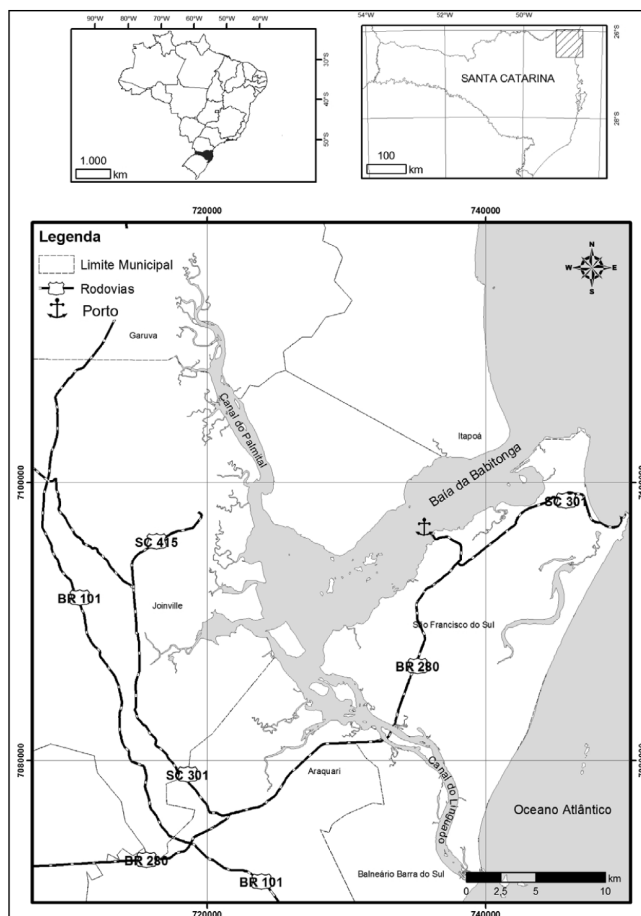 90°W 80°W 70°W 60°W 50°W 40°W
30°S
40°S
50°S
1.000
km
54°W 52°W 50°W
26°S
28°S
SANTA CATARINA
100
km
720000 740000
Legenda
Limite Municipal
Rodovias
Porto
N
W E
S
Garuva
Canal do Palmital
Itapoá
Baía da Babitonga
7100000
SC 301
SC 415
BR 101
Joinville
São Francisco do Sul
BR 280
7080000
SC 301
Araquari
Canal do Linguado
Oceano Atlântico
BR 280
BR 101
Balneário Barra do Sul
km
0 2,5 5 10
720000 740000